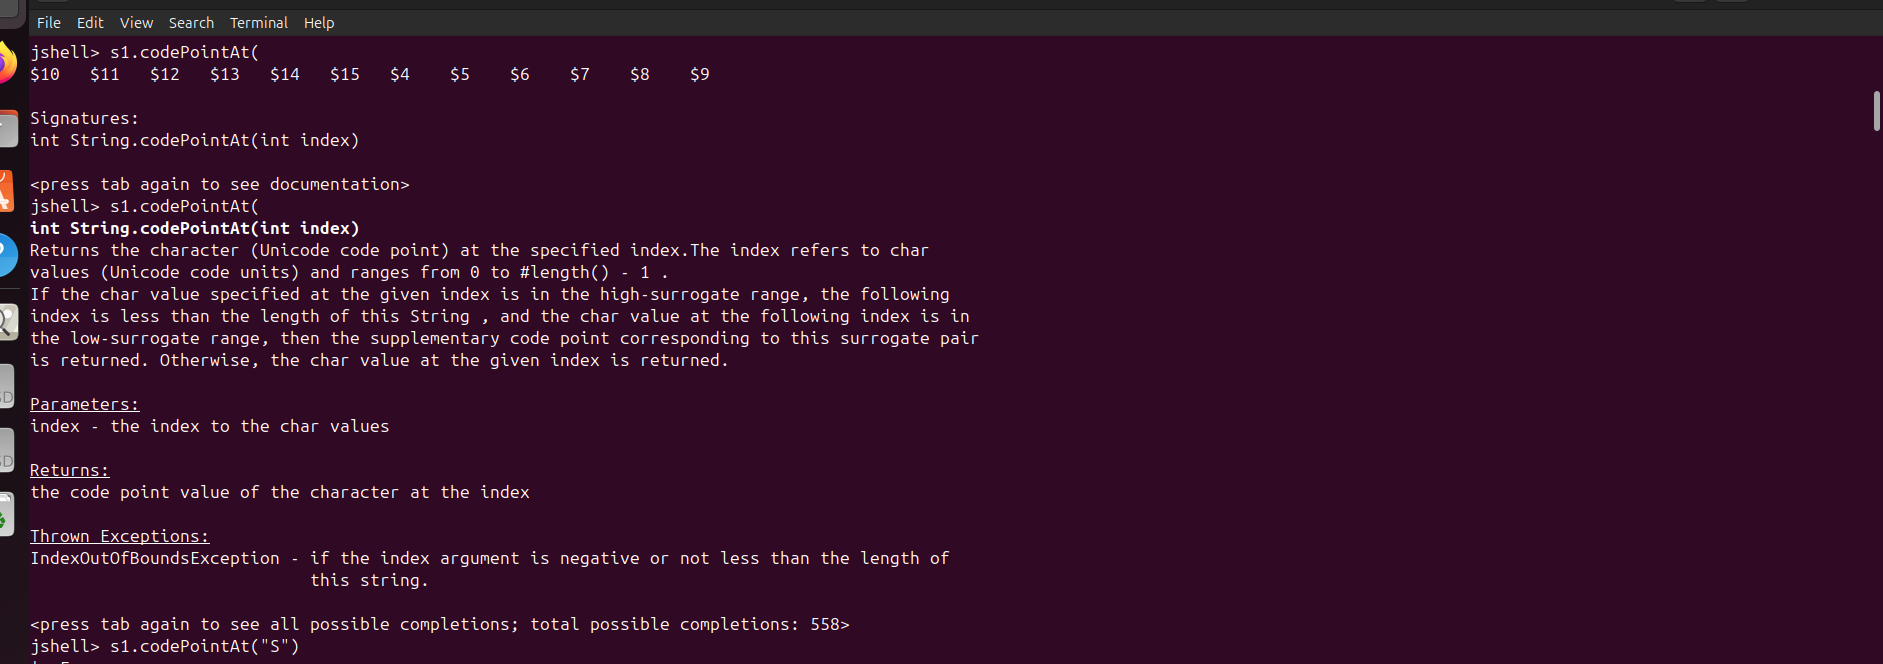 File Edit View Search Terminal Help
jshell> s1.codePointAt(
$10   $11   $12   $13   $14   $15   $4    $5    $6    $7    $8    $9
Signatures:
int String.codePointAt(int index)
<press tab again to see documentation>
jshell> s1.codePointAt(
int String.codePointAt(int index)
Returns the character (Unicode code point) at the specified index.The index refers to char
values (Unicode code units) and ranges from 0 to #length() - 1 .
If the char value specified at the given index is in the high-surrogate range, the following
index is less than the length of this String , and the char value at the following index is in
the low-surrogate range, then the supplementary code point corresponding to this surrogate pair
is returned. Otherwise, the char value at the given index is returned.
Parameters:
index - the index to the char values
Returns:
the code point value of the character at the index
Thrown Exceptions:
IndexOutOfBoundsException - if the index argument is negative or not less than the length of
this string.
<press tab again to see all possible completions; total possible completions: 558>
jshell> s1.codePointAt("S")